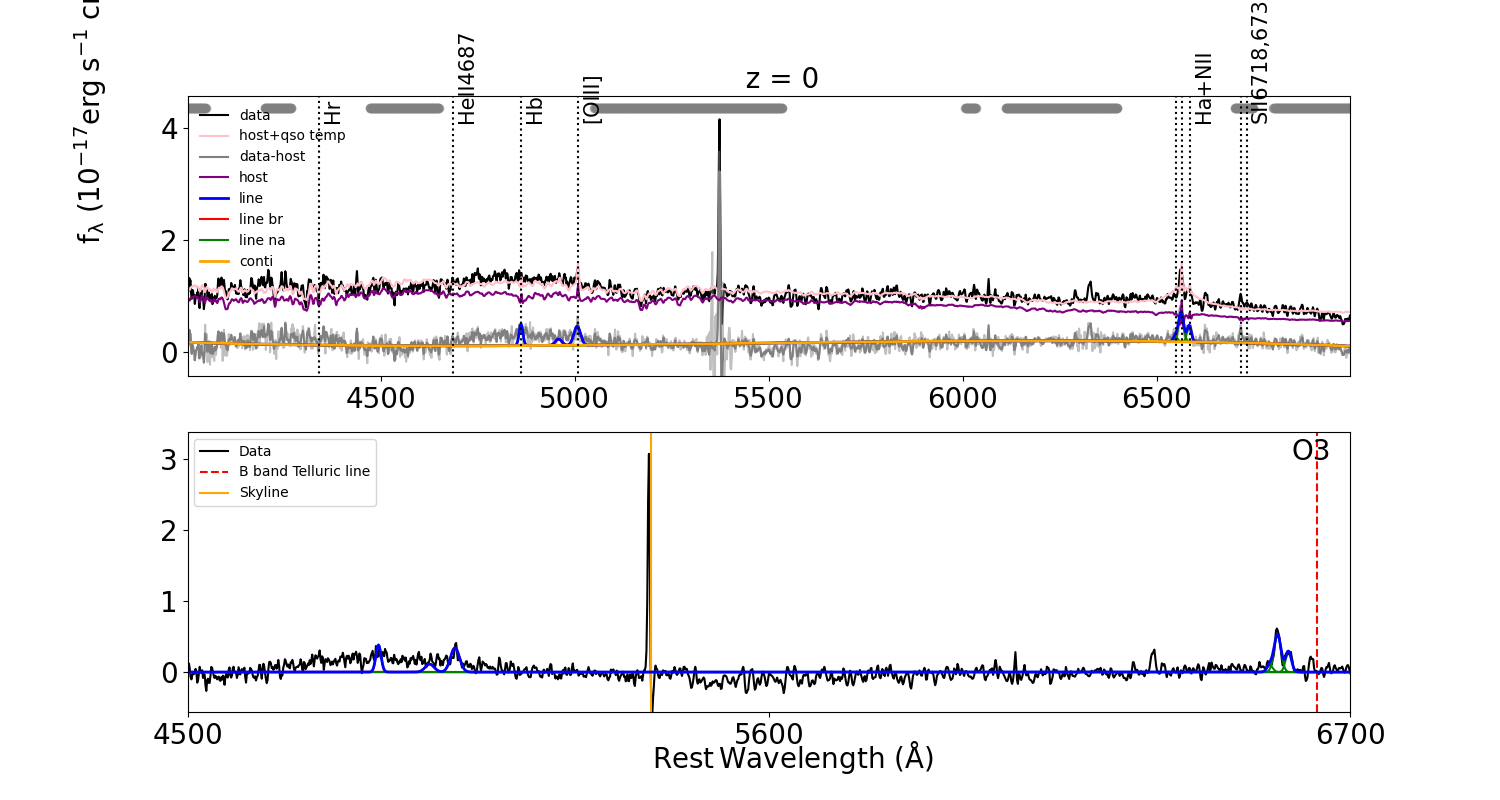 z = 0
f_λ (10^−17 erg s^−1
Hr
HeII4687
Hb
[OIII]
Ha+NII
SII6718,673
data
host+qso temp
data-host
host
line
line br
line na
conti
4
2
0
4500
5000
5500
6000
6500
Data
B band Telluric line
Skyline
O3
3
2
1
0
4500
5600
6700
Rest Wavelength (Å)